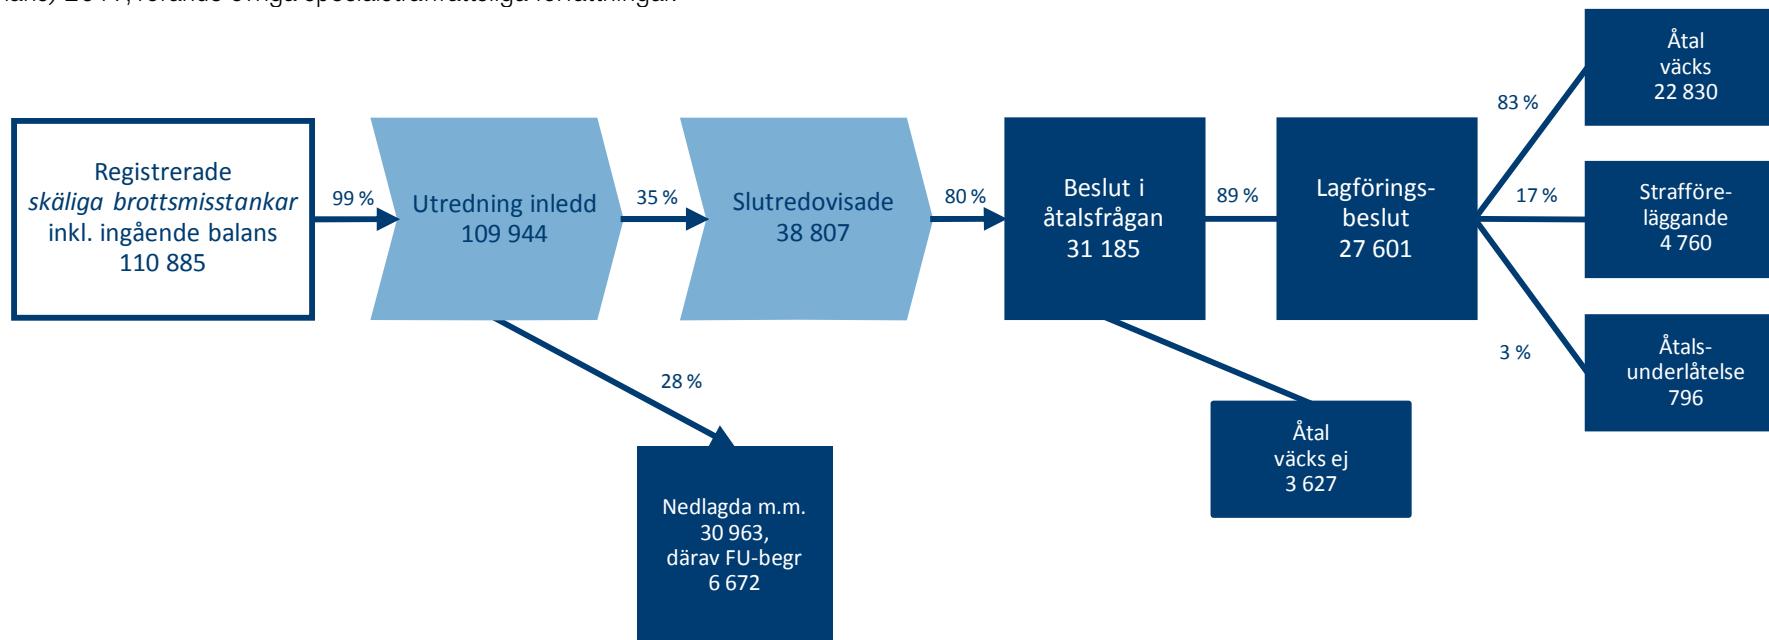 Åtal
väcks
22 830
83 %
Registrerade
skäliga brottsmisstankar
inkl. ingående balans
110 885
99 %
Utredning inledd
109 944
35 %
Slutredovisade
38 807
80 %
Beslut i
åtalsfrågan
31 185
89 %
Lagförings-
beslut
27 601
17 %
Strafföre-
läggande
4 760
3 %
Åtals-
underlåtelse
796
28 %
Nedlagda m.m.
30 963,
därav FU-begr
6 672
Åtal
väcks ej
3 627